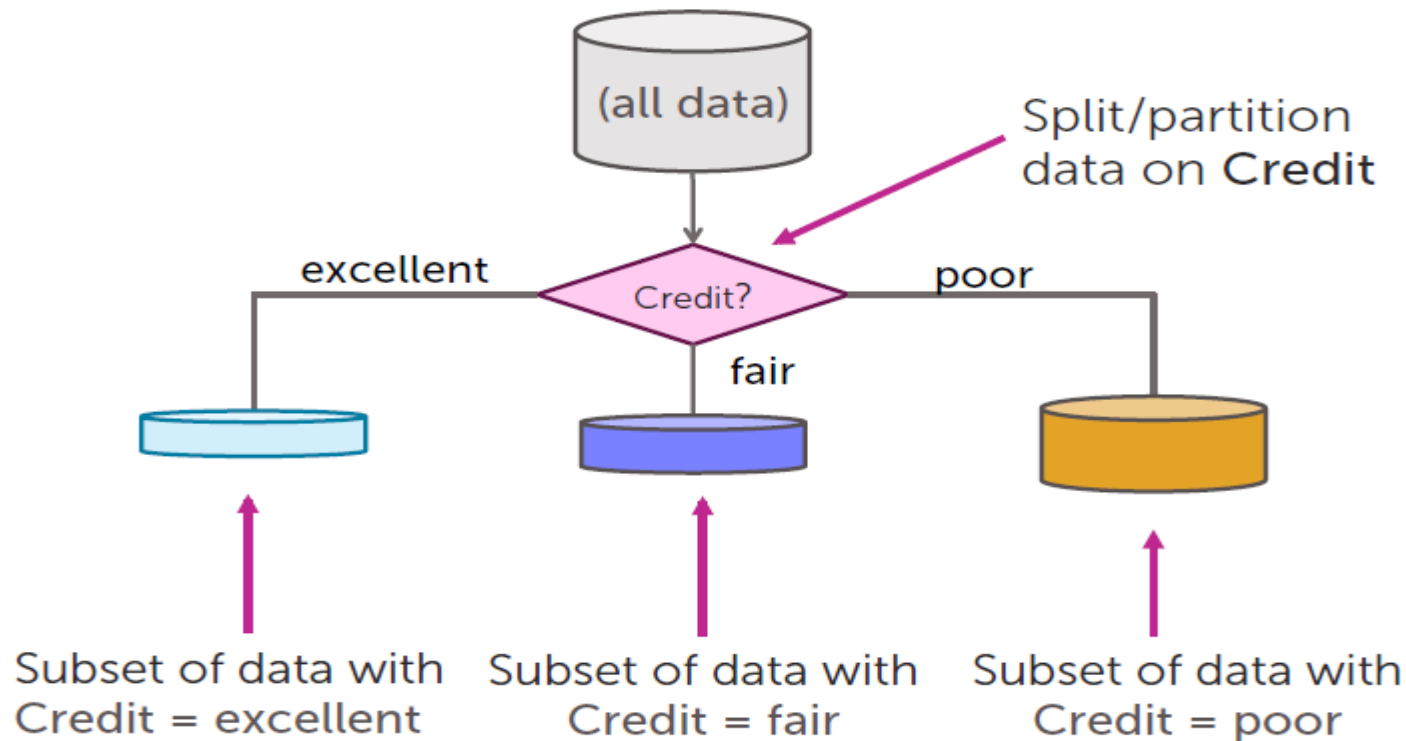 (all data)
Split/partition
data on Credit
excellent
Credit?
poor
fair
Subset of data with
Credit = excellent
Subset of data with
Credit = fair
Subset of data with
Credit = poor